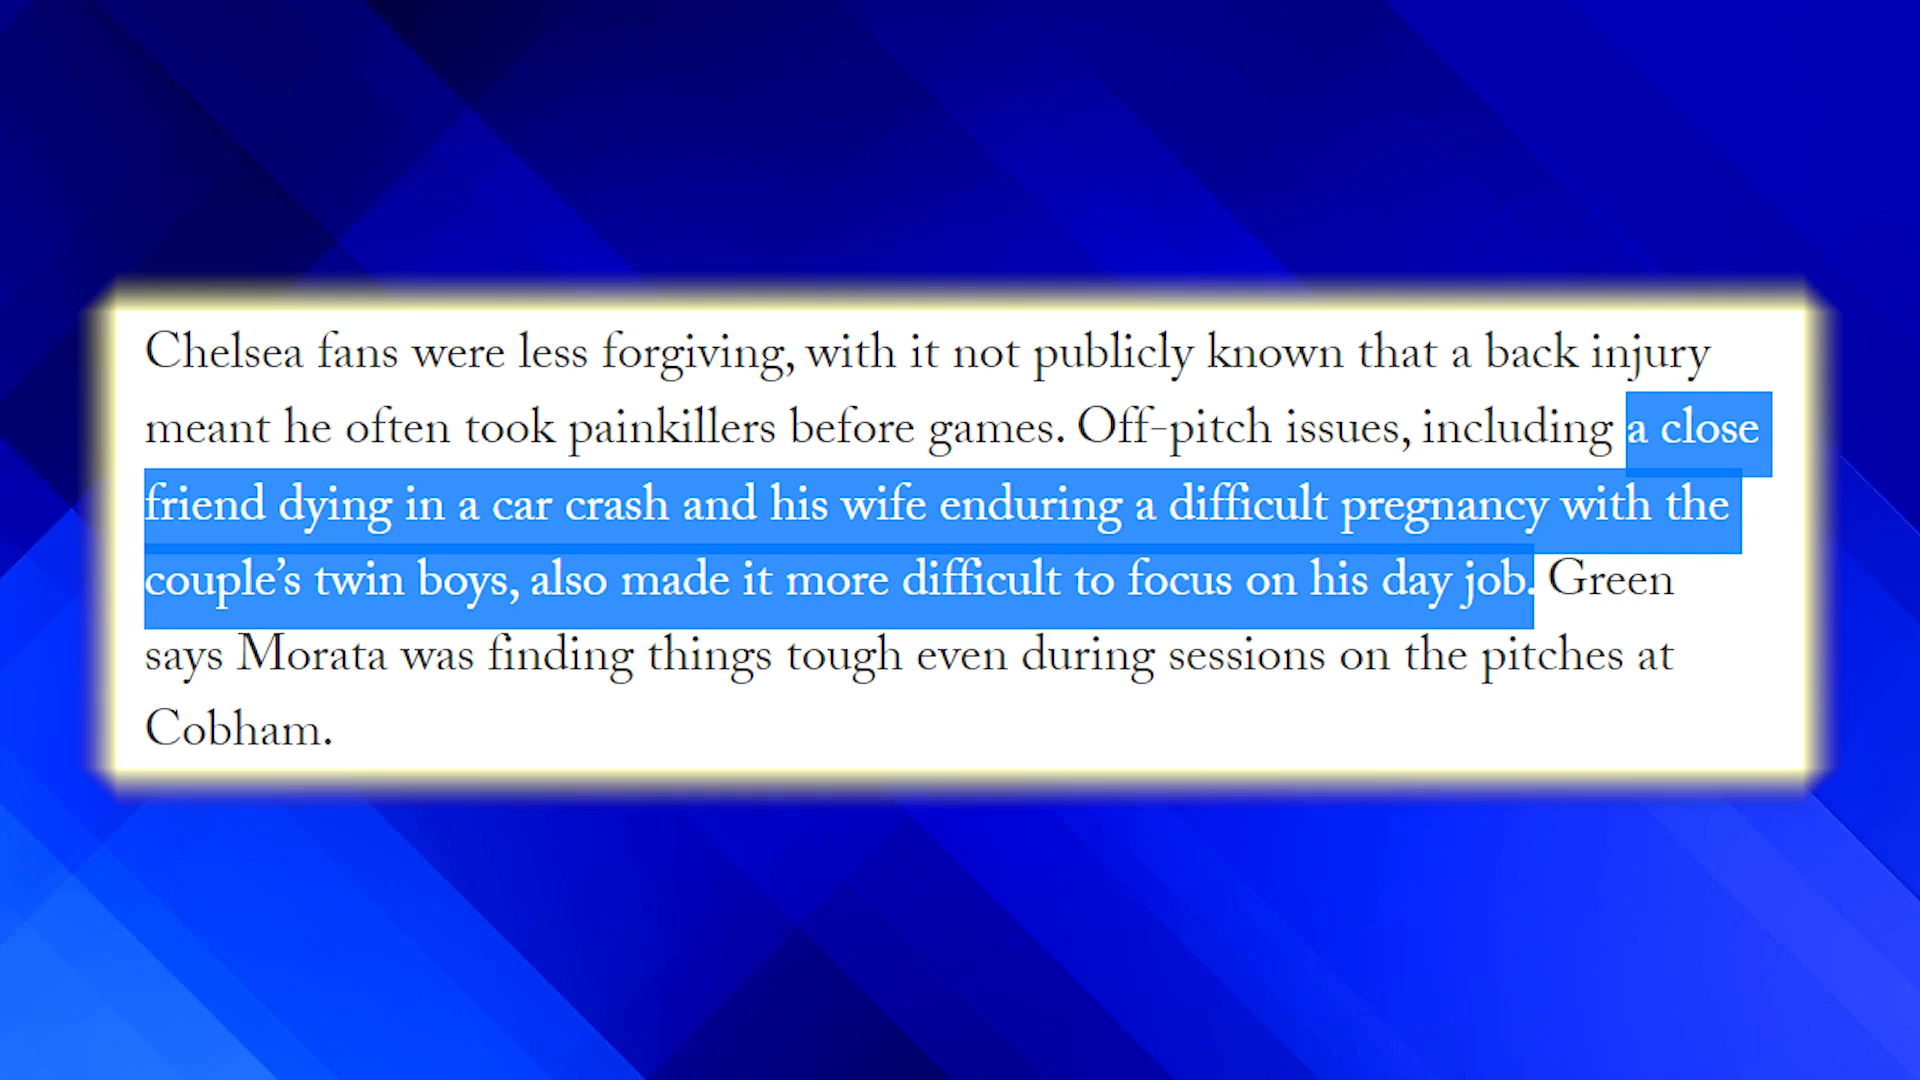 Chelsea fans were less forgiving, with it not publicly known that a back injury
meant he often took painkillers before games. Off-pitch issues, including a close
friend dying in a car crash and his wife enduring a difficult pregnancy with the
couple’s twin boys, also made it more difficult to focus on his day job. Green
says Morata was finding things tough even during sessions on the pitches at
Cobham.